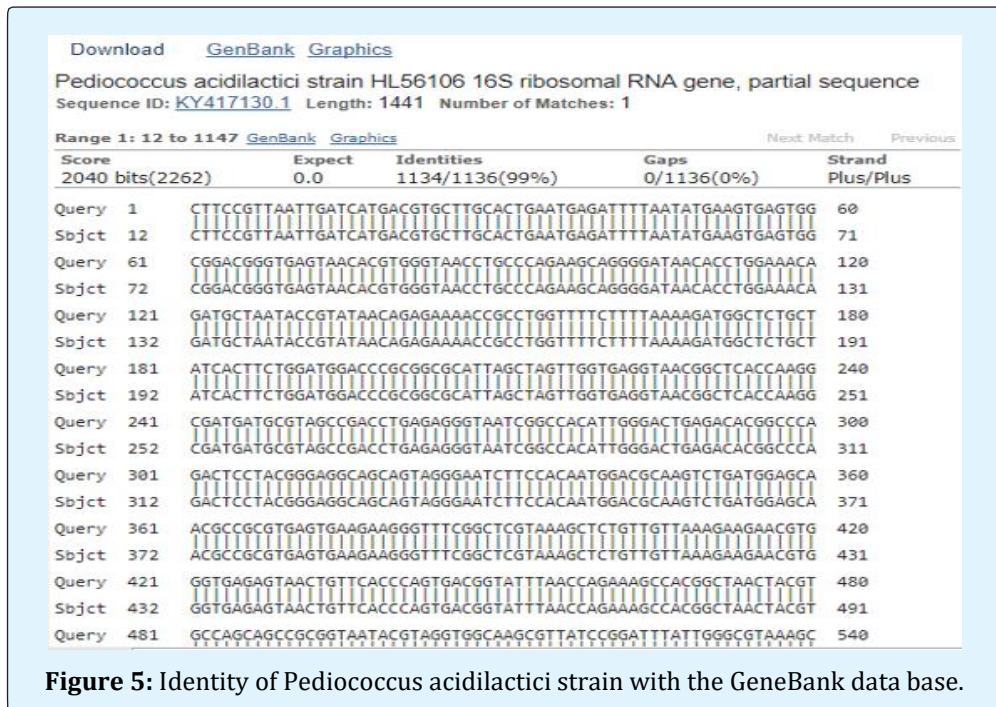 Download GenBank Graphics
Pediococcus acidilactici strain HL56106 16S ribosomal RNA gene, partial sequence
Sequence ID: KY417130.1 Length: 1441 Number of Matches: 1
Range 1: 12 to 1147 GenBank Graphics Next Match Previous
Score Expect Identities Gaps Strand
2040 bits(2262) 0.0 1134/1136(99%) 0/1136(0%) Plus/Plus
Query 1 CTTCCGTTAATTGATCATGACGTGCTTGCACTGAATGAGATTTTAATATGAAGTGAGTGG 60
Sbjct 12 CTTCCGTTAATTGATCATGACGTGCTTGCACTGAATGAGATTTTAATATGAAGTGAGTGG 71
Query 61 CGGACGGGTGAGTAACACGTGGGTAACCTGCCCAGAAGCAGGGGATAACACCTGGAAACA 120
Sbjct 72 CGGACGGGTGAGTAACACGTGGGTAACCTGCCCAGAAGCAGGGGATAACACCTGGAAACA 131
Query 121 GATGCTAATACCGTATAACAGAGAAAACCGCCTGGTTTTCTTTTAAAAGATGGCTCTGCT 180
Sbjct 132 GATGCTAATACCGTATAACAGAGAAAACCGCCTGGTTTTCTTTTAAAAGATGGCTCTGCT 191
Query 181 ATCACTTCTGGATGGACCCGCGGCGCATTAGCTAGTTGGTGAGGTAACGGCTCACCAAGG 240
Sbjct 192 ATCACTTCTGGATGGACCCGCGGCGCATTAGCTAGTTGGTGAGGTAACGGCTCACCAAGG 251
Query 241 CGATGATGCGTAGCCGACCTGAGAGGGTAATCGGCCACATTGGGACTGAGACACGGCCCA 300
Sbjct 252 CGATGATGCGTAGCCGACCTGAGAGGGTAATCGGCCACATTGGGACTGAGACACGGCCCA 311
Query 301 GACTCCTACGGGAGGCAGCAGTAGGGAATCTTCCACAATGGACGCAAGTCTGATGGAGCA 360
Sbjct 312 GACTCCTACGGGAGGCAGCAGTAGGGAATCTTCCACAATGGACGCAAGTCTGATGGAGCA 371
Query 361 ACGCCGCGTGAGTGAAGAAGGGTTTCGGCTCGTAAAGCTCTGTTGTTAAAGAAGAACGTG 420
Sbjct 372 ACGCCGCGTGAGTGAAGAAGGGTTTCGGCTCGTAAAGCTCTGTTGTTAAAGAAGAACGTG 431
Query 421 GGTGAGAGTAACTGTTCACCCAGTGACGGTATTTAACCAGAAAGCCACGGCTAACTACGT 480
Sbjct 432 GGTGAGAGTAACTGTTCACCCAGTGACGGTATTTAACCAGAAAGCCACGGCTAACTACGT 491
Query 481 GCCAGCAGCCGCGGTAATACGTAGGTGGCAAGCGTTATCCGGATTTATTGGGCGTAAAGC 540
Figure 5: Identity of Pediococcus acidilactici strain with the GeneBank data base.